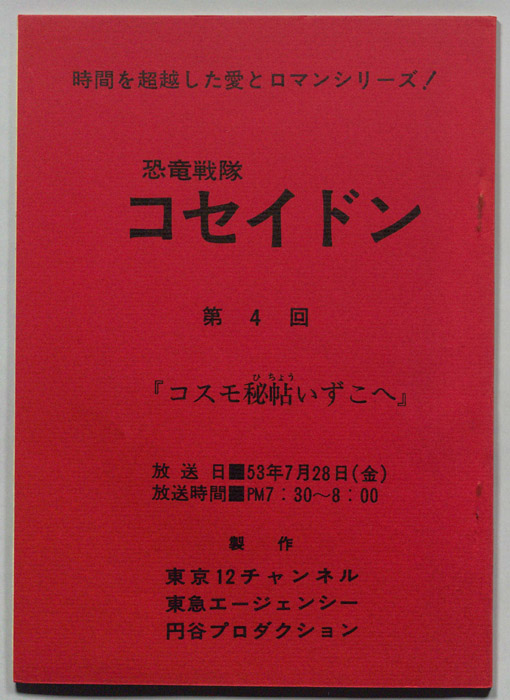 時間を超越した愛とロマンシリーズ!
恐竜戦隊
コセイドン
第4回
ひちょう
『コスモ秘帖いずこへ』
放送日■53年7月28日(金)
放送時間■PM7:30〜8:00
製作
東京12チャンネル
東急エージェンシー
円谷プロダクション